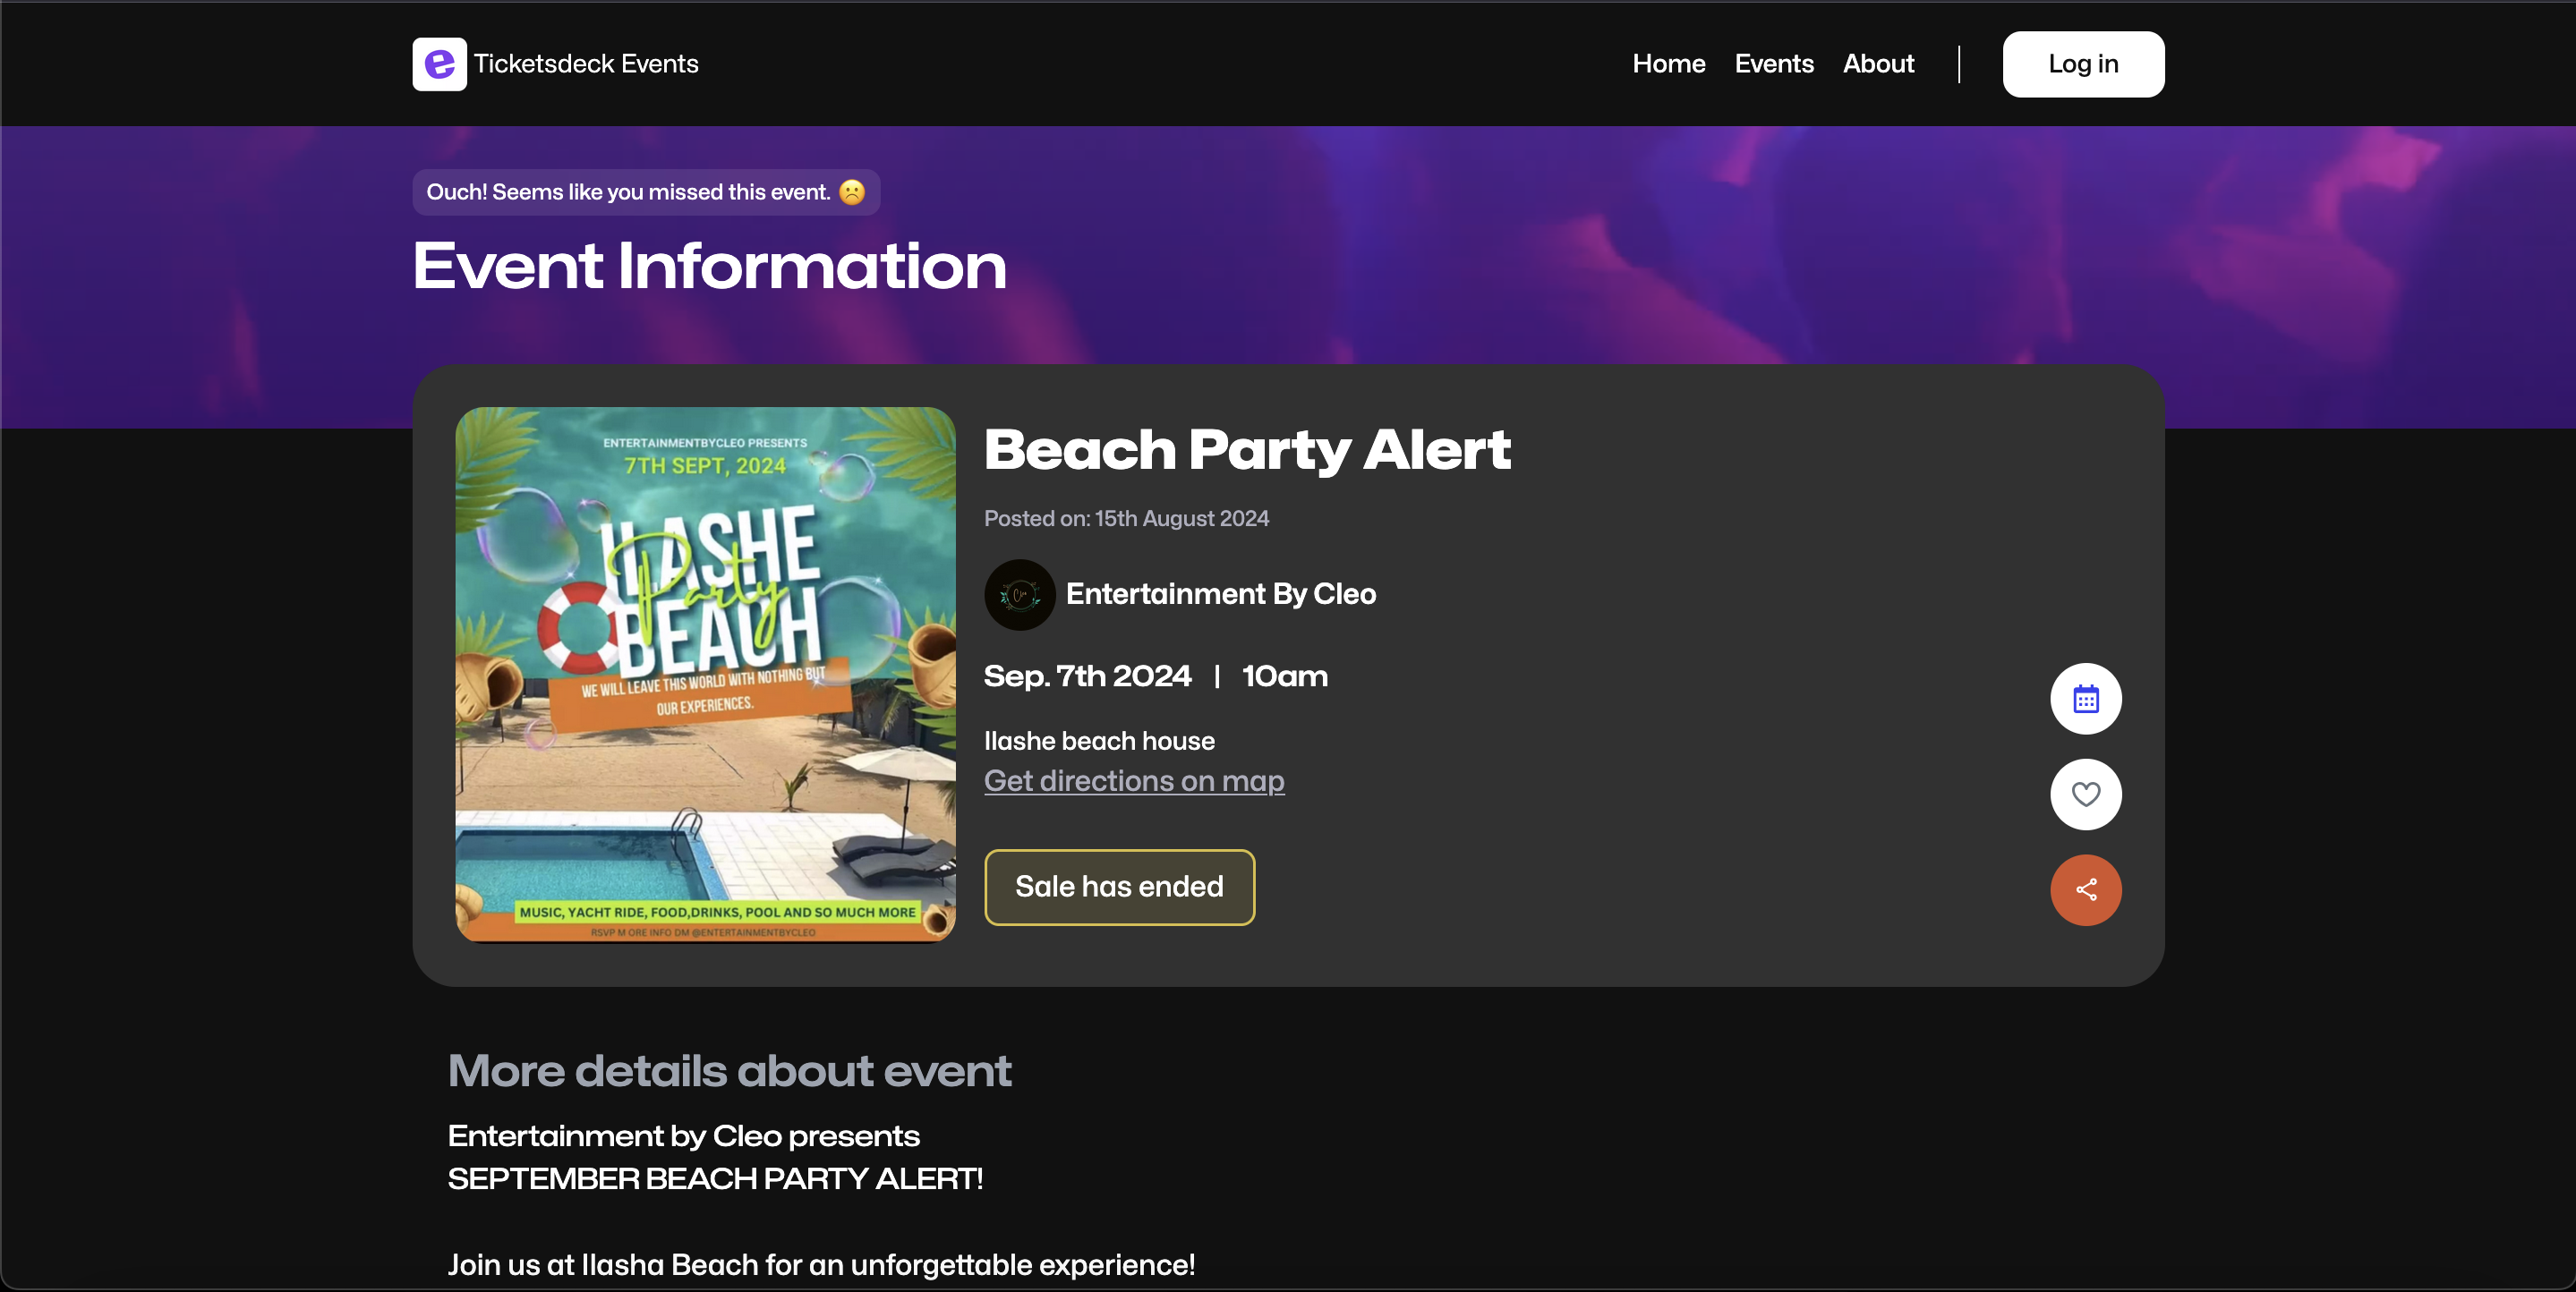 Ticketsdeck Events
Home
Events
About
Log in
Ouch! Seems like you missed this event. ☹️
Event Information
ENTERTAINMENTBYCLEO PRESENTS
7TH SEPT, 2024
ILASHE
Party
BEACH
WE WILL LEAVE THIS WORLD WITH NOTHING BUT
OUR EXPERIENCES.
MUSIC, YACHT RIDE, FOOD,DRINKS, POOL AND SO MUCH MORE
RSVP M ORE INFO DM @ENTERTAINMENTBYCLEO
Beach Party Alert
Posted on: 15th August 2024
Cleo
Entertainment By Cleo
Sep. 7th 2024 | 10am
Ilashe beach house
Get directions on map
Sale has ended
More details about event
Entertainment by Cleo presents
SEPTEMBER BEACH PARTY ALERT!
Join us at Ilasha Beach for an unforgettable experience!